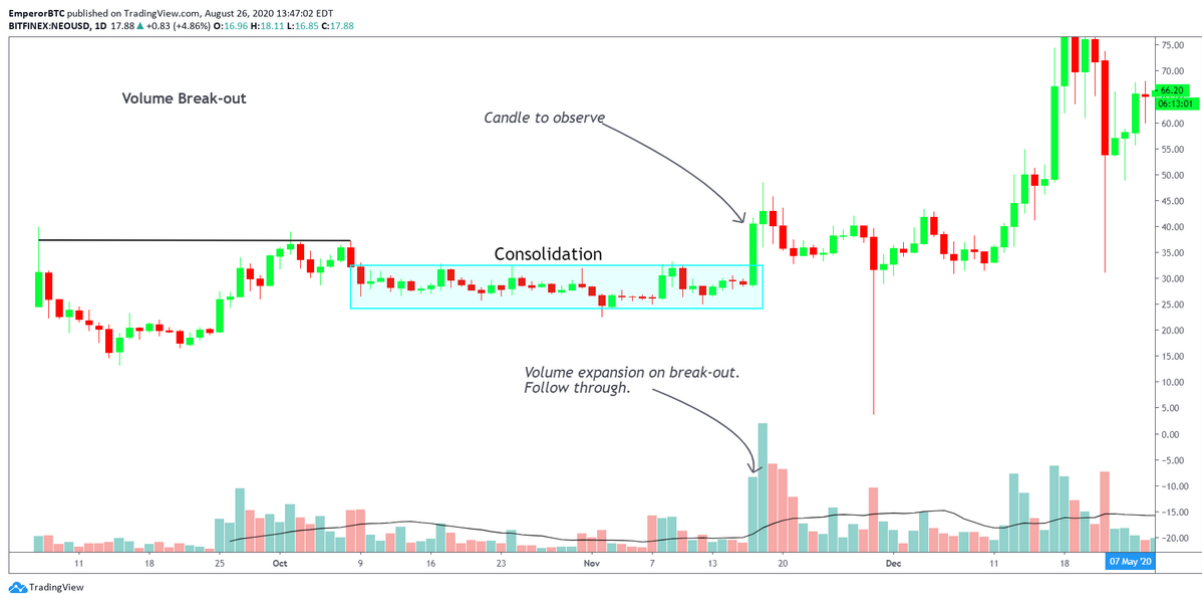 EmperorBTC published on TradingView.com, August 26, 2020 13:47:02 EDT
BITFINEX:NEOUSD, 1D 17.88 ▲ +0.83 (+4.86%) O:16.96 H:18.11 L:16.85 C:17.88
Volume Break-out
Candle to observe
Consolidation
Volume expansion on break-out.
Follow through.
75.00
70.00
66.20
06:13:01
60.00
55.00
50.00
45.00
40.00
35.00
30.00
25.00
20.00
15.00
10.00
5.00
0.00
−5.00
−10.00
−15.00
−20.00
11 18 25 Oct 9 16 23 Nov 7 13 20 Dec 11 18 07 May '20
TradingView